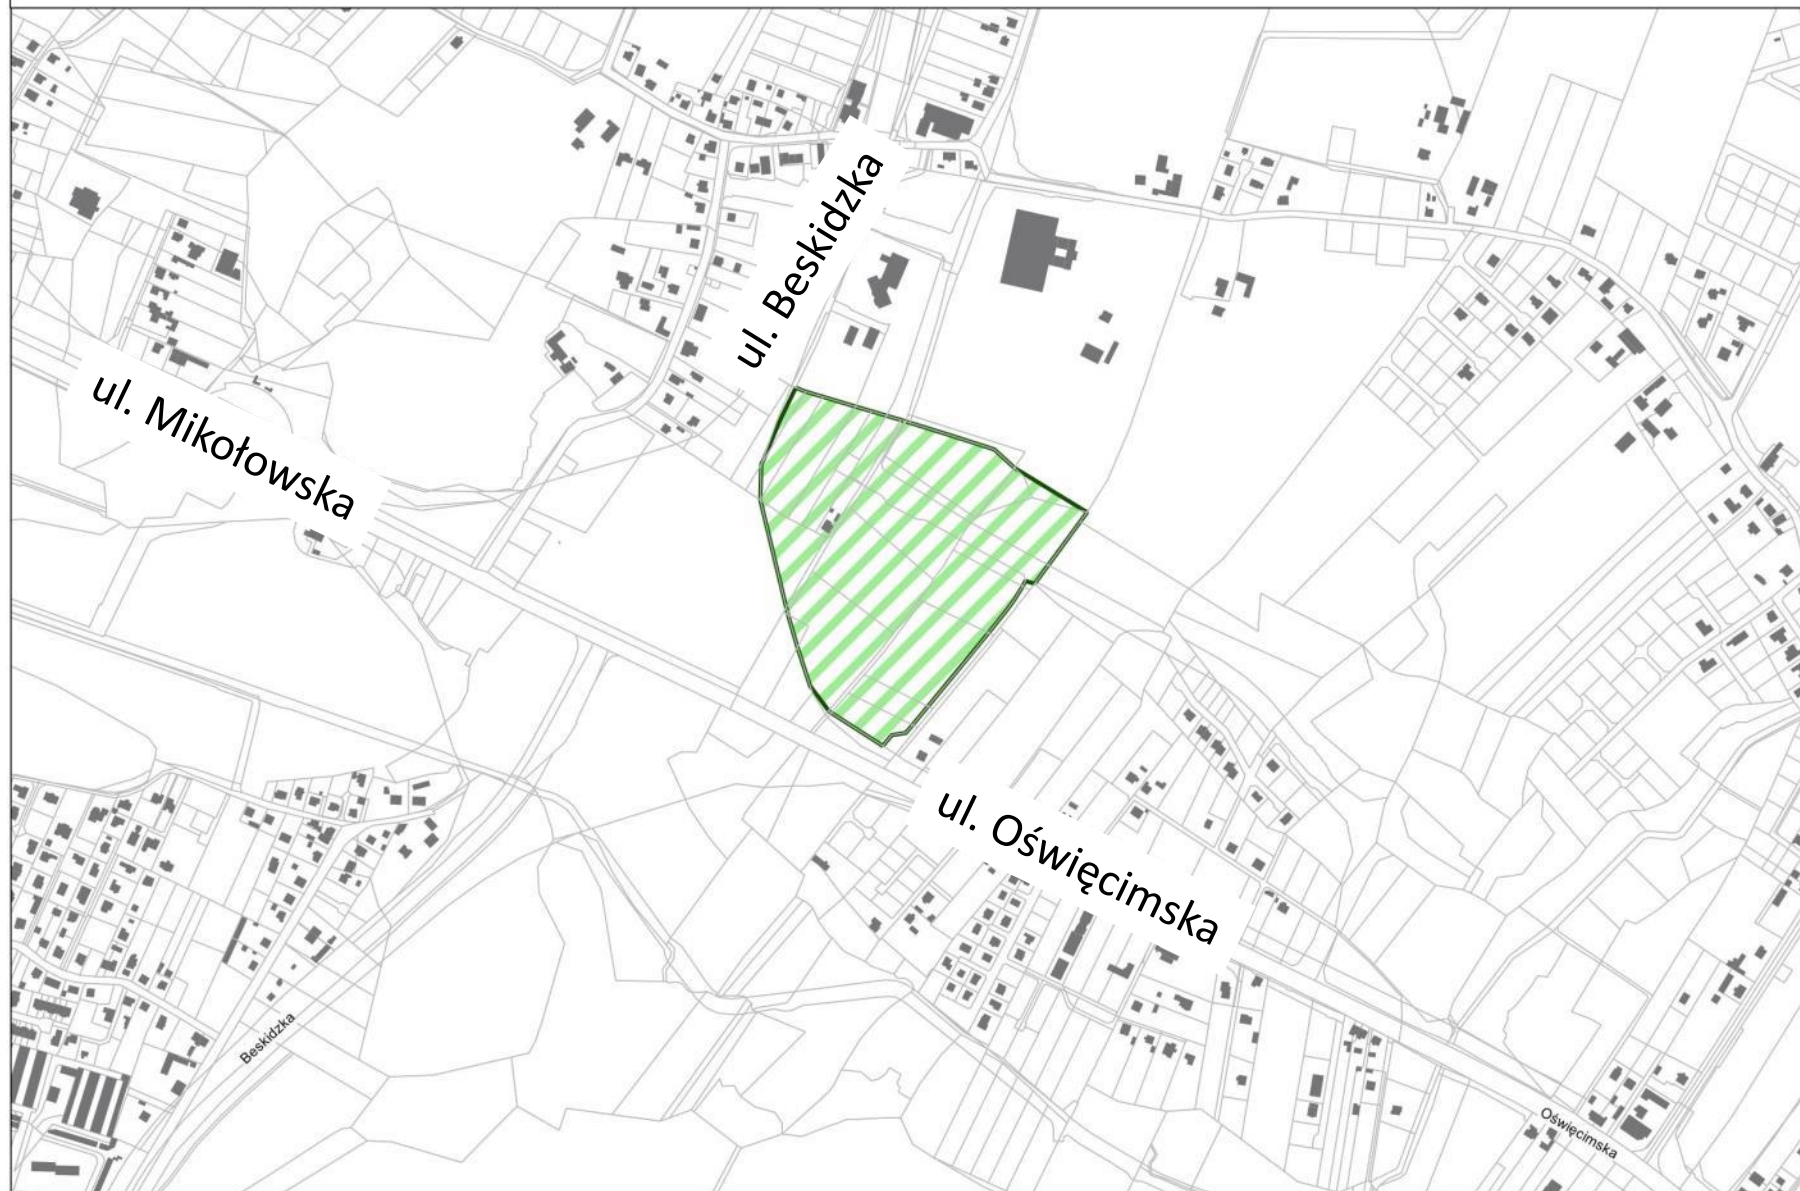 ul. Beskidzka
ul. Mikołowska
ul. Oświęcimska
Beskidzka
Oświęcimska